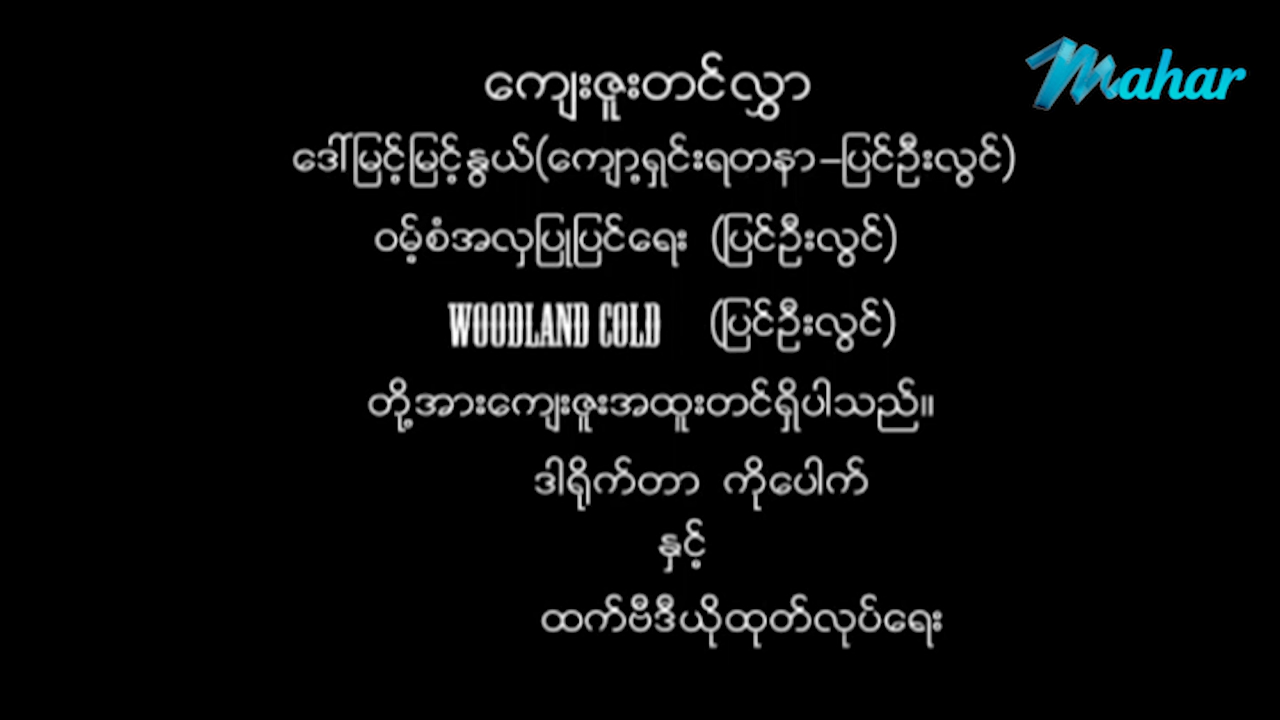 Mahar
ကျေးဇူးတင်လွှာ
ဒေါ်မြင့်မြင့်နွယ်(ကျော့ရှင်းရတနာ-ပြင်ဦးလွင်)
ဝမ့်စံအလှပြုပြင်ရေး (ပြင်ဦးလွင်)
WOODLAND COLD (ပြင်ဦးလွင်)
တို့အားကျေးဇူးအထူးတင်ရှိပါသည်။
ဒါရိုက်တာ ကိုပေါက်
နှင့်
ထက်ဗီဒီယိုထုတ်လုပ်ရေး